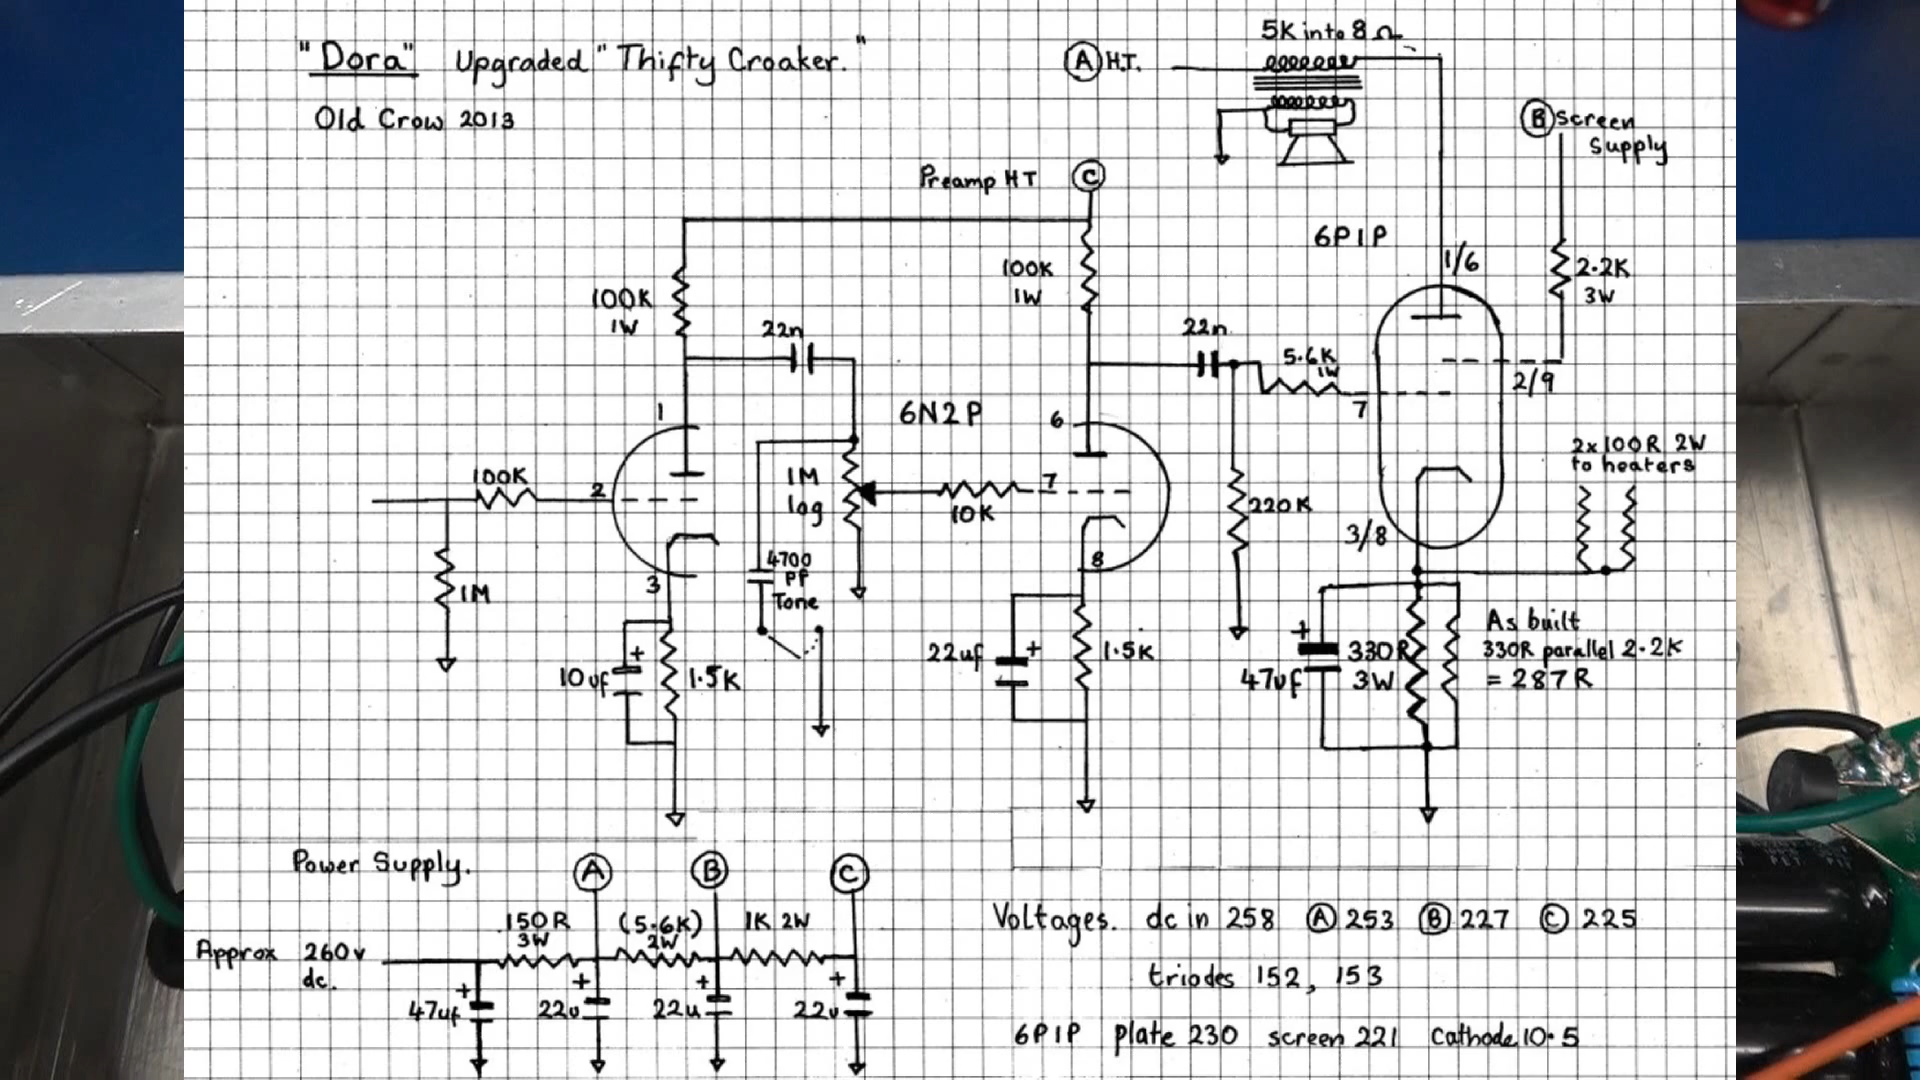 "Dora" Upgraded "Thifty Croaker."
Old Crow 2013
5K into 8 Ω
A H.T.
B Screen
Supply
Preamp HT C
6P1P
1/6
100K
1W
100K
1W
2.2K
3W
22n
22n
5.6K
1W
7
2/9
1
6N2P
6
2x100R 2W
to heaters
100K
2
1M
log
10K
7
220K
3/8
1M
3
4700
PF
Tone
8
10uf
+
1.5K
22uf
+
1.5K
+
47uf
330R
3W
As built
330R parallel 2.2K
= 287R
Power Supply.
A B C
150R
3W
(5.6K)
2W
1K 2W
Approx 260v
dc.
+
47uf
+
22u
+
22u
+
22u
Voltages. dc in 258 A 253 B 227 C 225
triodes 152, 153
6P1P plate 230 screen 221 cathode 10.5